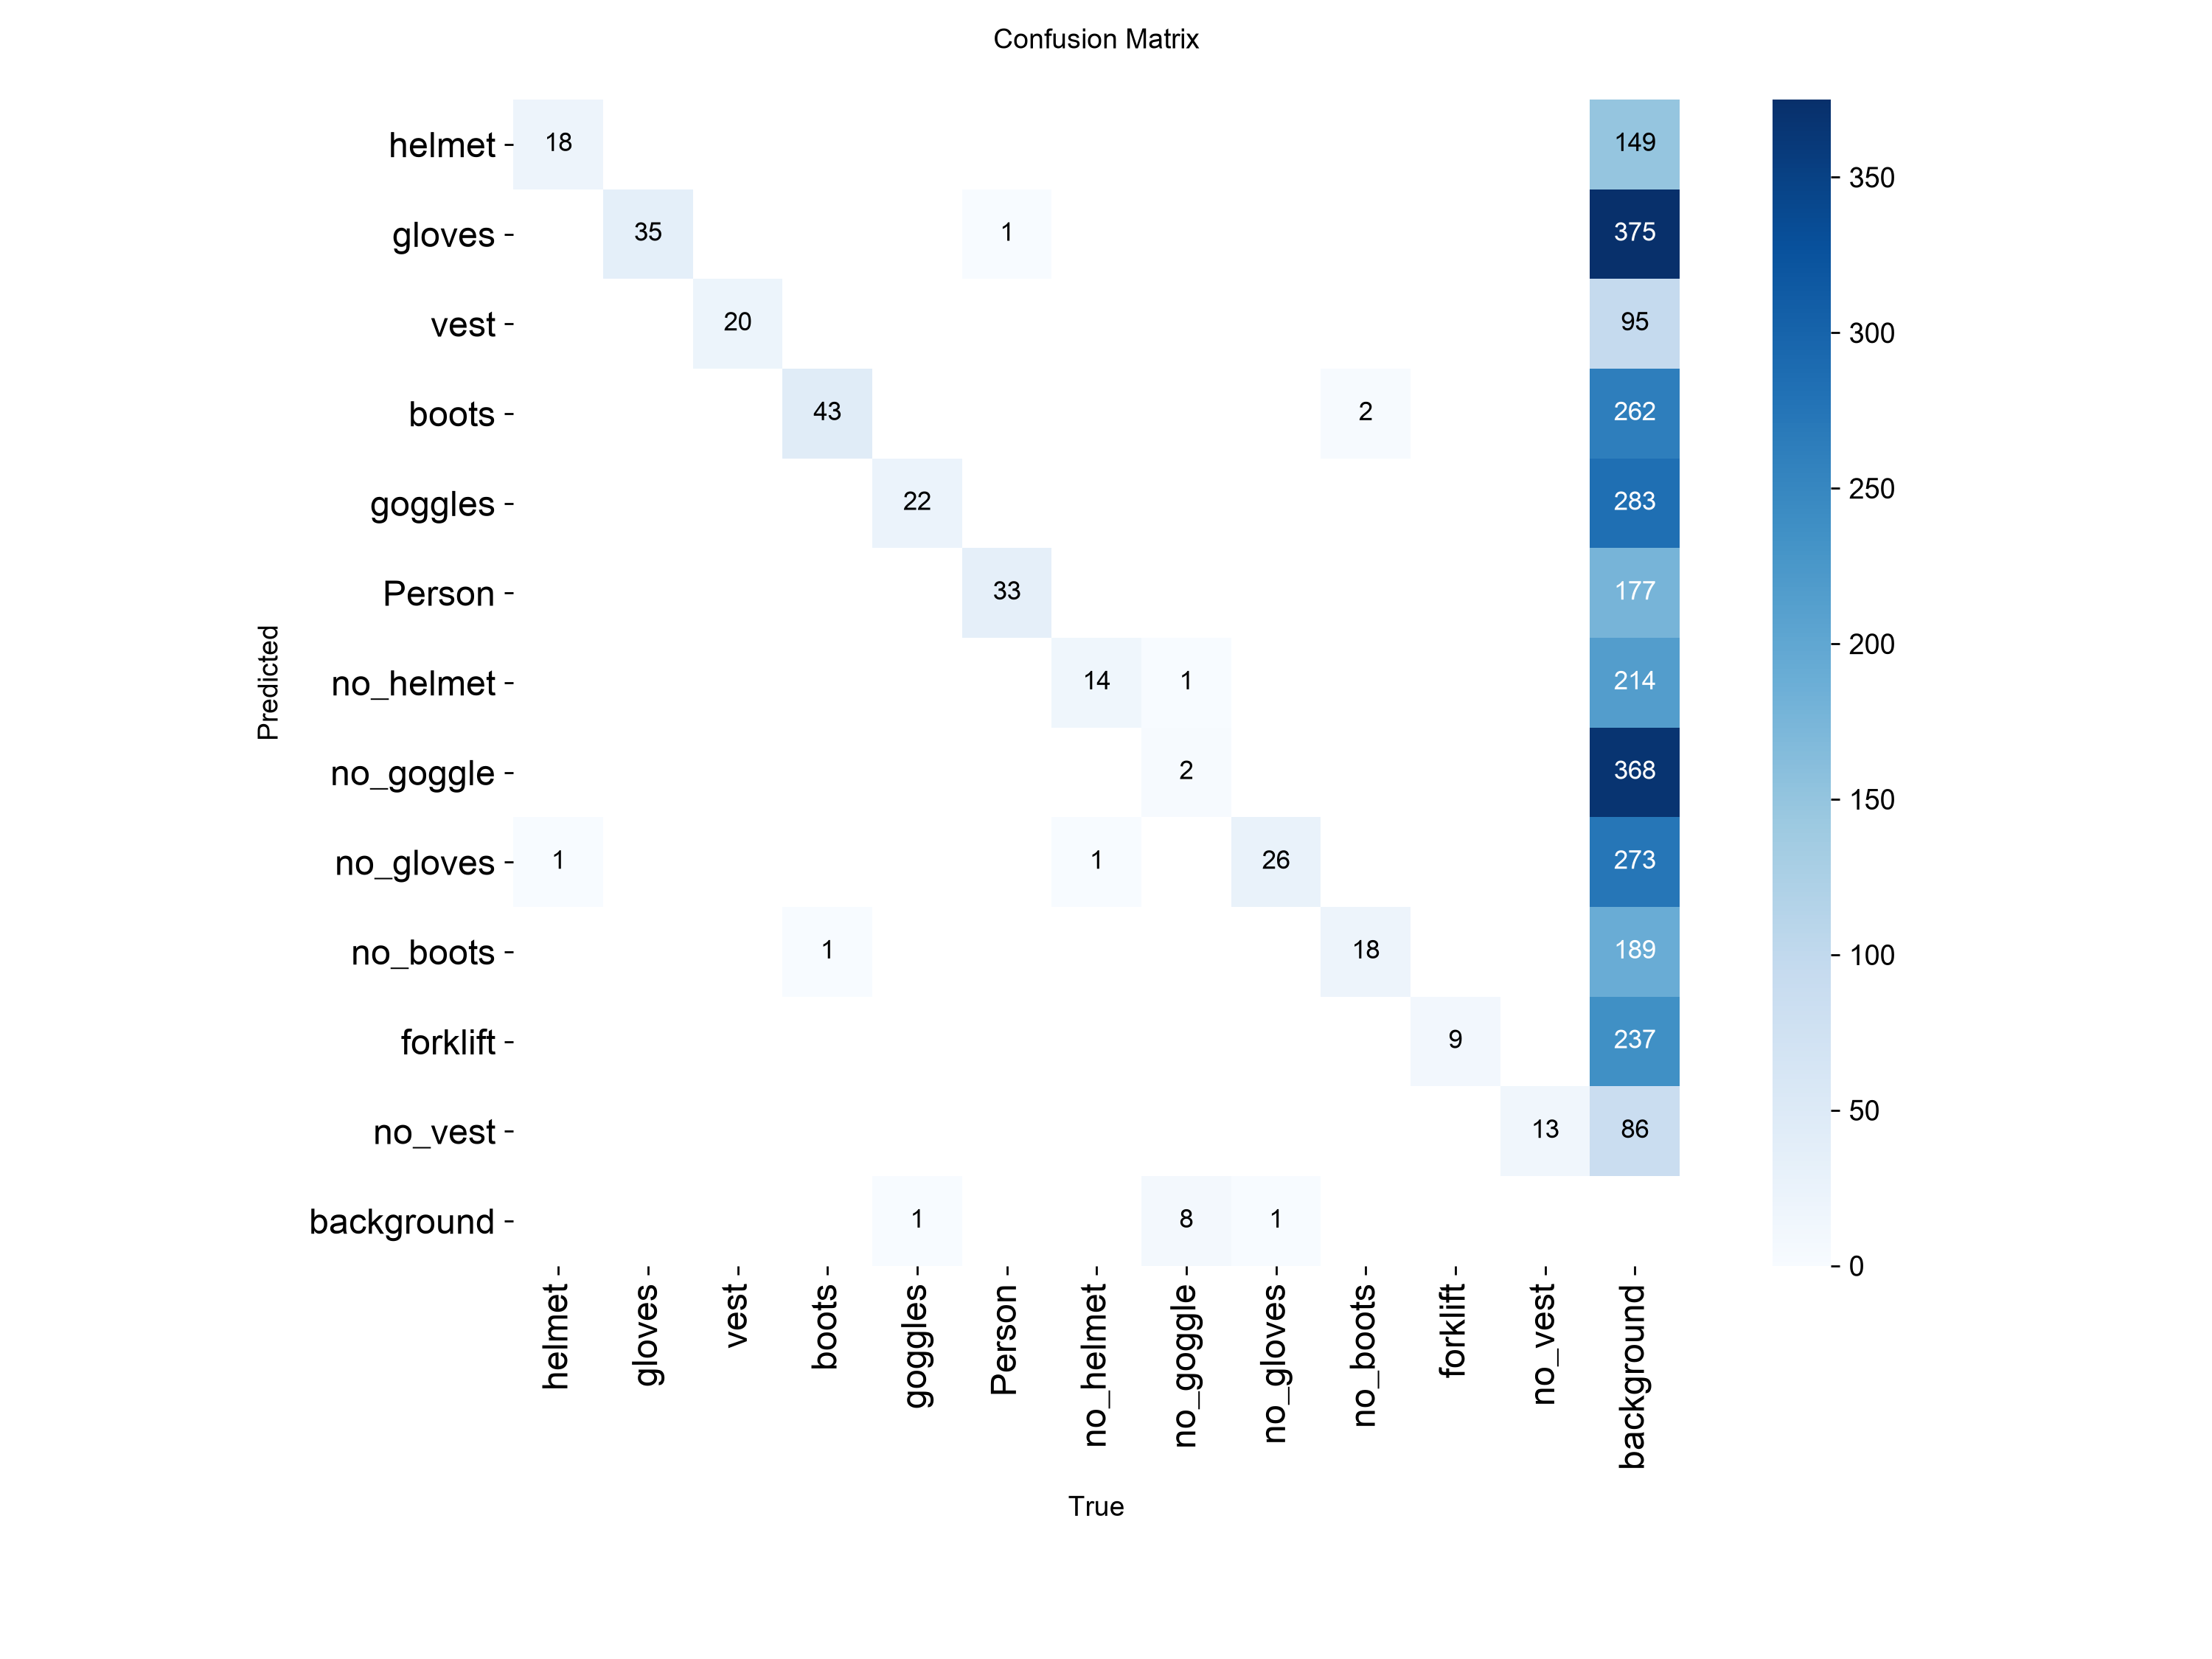 Confusion Matrix
helmet 18 149
gloves 35 1 375
vest 20 95
boots 43 2 262
goggles 22 283
Person 33 177
no_helmet 14 1 214
no_goggle 2 368
no_gloves 1 1 26 273
no_boots 1 18 189
forklift 9 237
no_vest 13 86
background 1 8 1
Predicted
helmet gloves vest boots goggles Person no_helmet no_goggle no_gloves no_boots forklift no_vest background
True
350
300
250
200
150
100
50
0